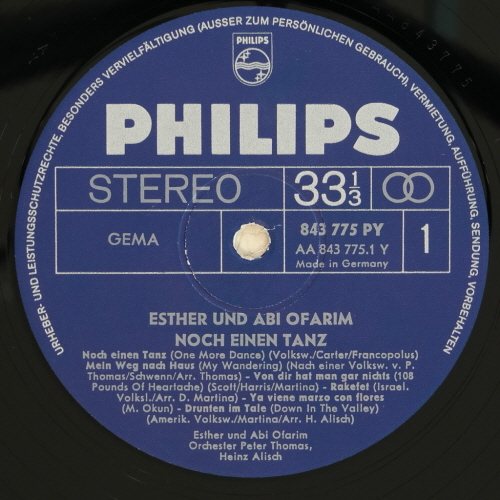 URHEBER- UND LEISTUNGSSCHUTZRECHTE, BESONDERS VERVIELFÄLTIGUNG (AUSSER ZUM PERSÖNLICHEN GEBRAUCH), VERMIETUNG, AUFFÜHRUNG, SENDUNG, VORBEHALTEN
PHILIPS
PHILIPS
STEREO 33 1/3
GEMA
843 775 PY
AA 843 775.1 Y
Made in Germany
1
ESTHER UND ABI OFARIM
NOCH EINEN TANZ
Noch einen Tanz (One More Dance) (Volksw./Carter/Francopolus)
Mein Weg nach Haus (My Wandering) (Nach einer Volksw. v. P.
Thomas/Schwenn/Arr. Thomas) - Von dir hat man gar nichts (108
Pounds Of Heartache) (Scott/Harris/Martina) - Rakefet (Israel.
Volksl./Arr. D. Martina) - Ya viene marzo con flores
(M. Okun) - Drunten im Tale (Down In The Valley)
(Amerik. Volksw./Martina/Arr. H. Alisch)
Esther und Abi Ofarim
Orchester Peter Thomas,
Heinz Alisch
843775